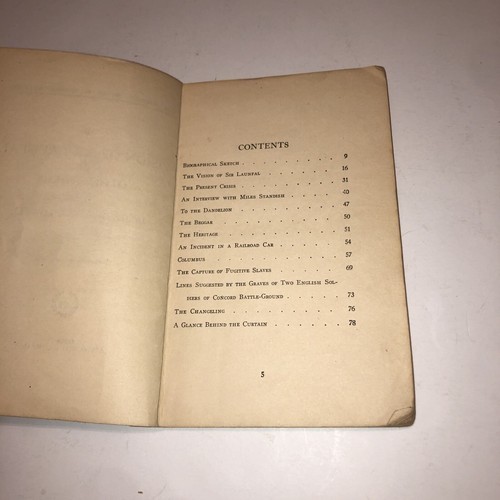 CONTENTS
BIOGRAPHICAL SKETCH . . . . . . . . . 9
THE VISION OF SIR LAUNFAL . . . . . . . 16
THE PRESENT CRISIS . . . . . . . . . 31
AN INTERVIEW WITH MILES STANDISH . . . . . 40
TO THE DANDELION . . . . . . . . . 47
THE BEGGAR . . . . . . . . . . 50
THE HERITAGE . . . . . . . . . . 51
AN INCIDENT IN A RAILROAD CAR . . . . . . 54
COLUMBUS . . . . . . . . . . . 57
THE CAPTURE OF FUGITIVE SLAVES . . . . . . 69
LINES SUGGESTED BY THE GRAVES OF TWO ENGLISH SOL-
DIERS OF CONCORD BATTLE-GROUND . . . . . 73
THE CHANGELING . . . . . . . . . 76
A GLANCE BEHIND THE CURTAIN . . . . . . 78
5